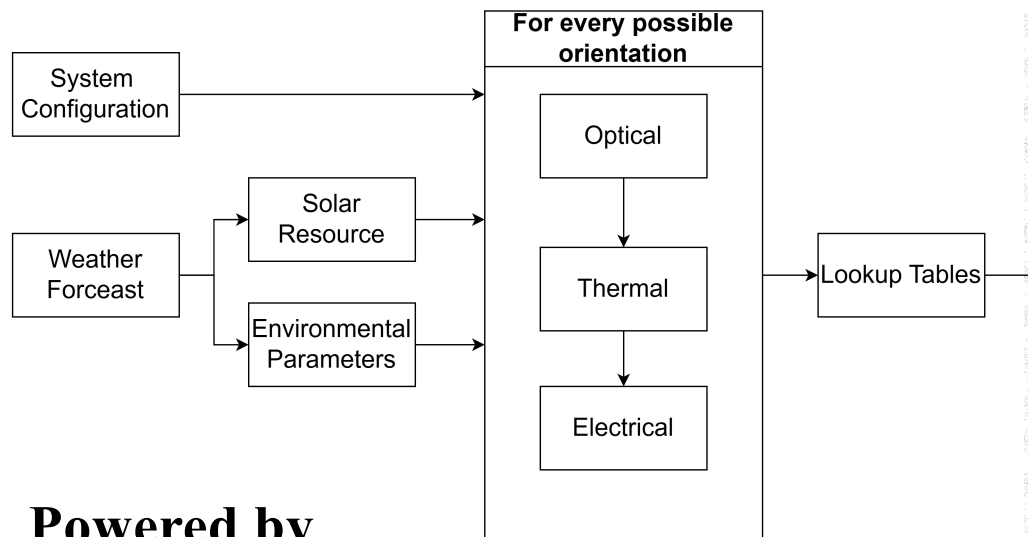 For every possible
orientation
System
Configuration
Optical
Solar
Resource
Weather
Forceast
Thermal
Lookup Tables
Environmental
Parameters
Electrical
Powered by